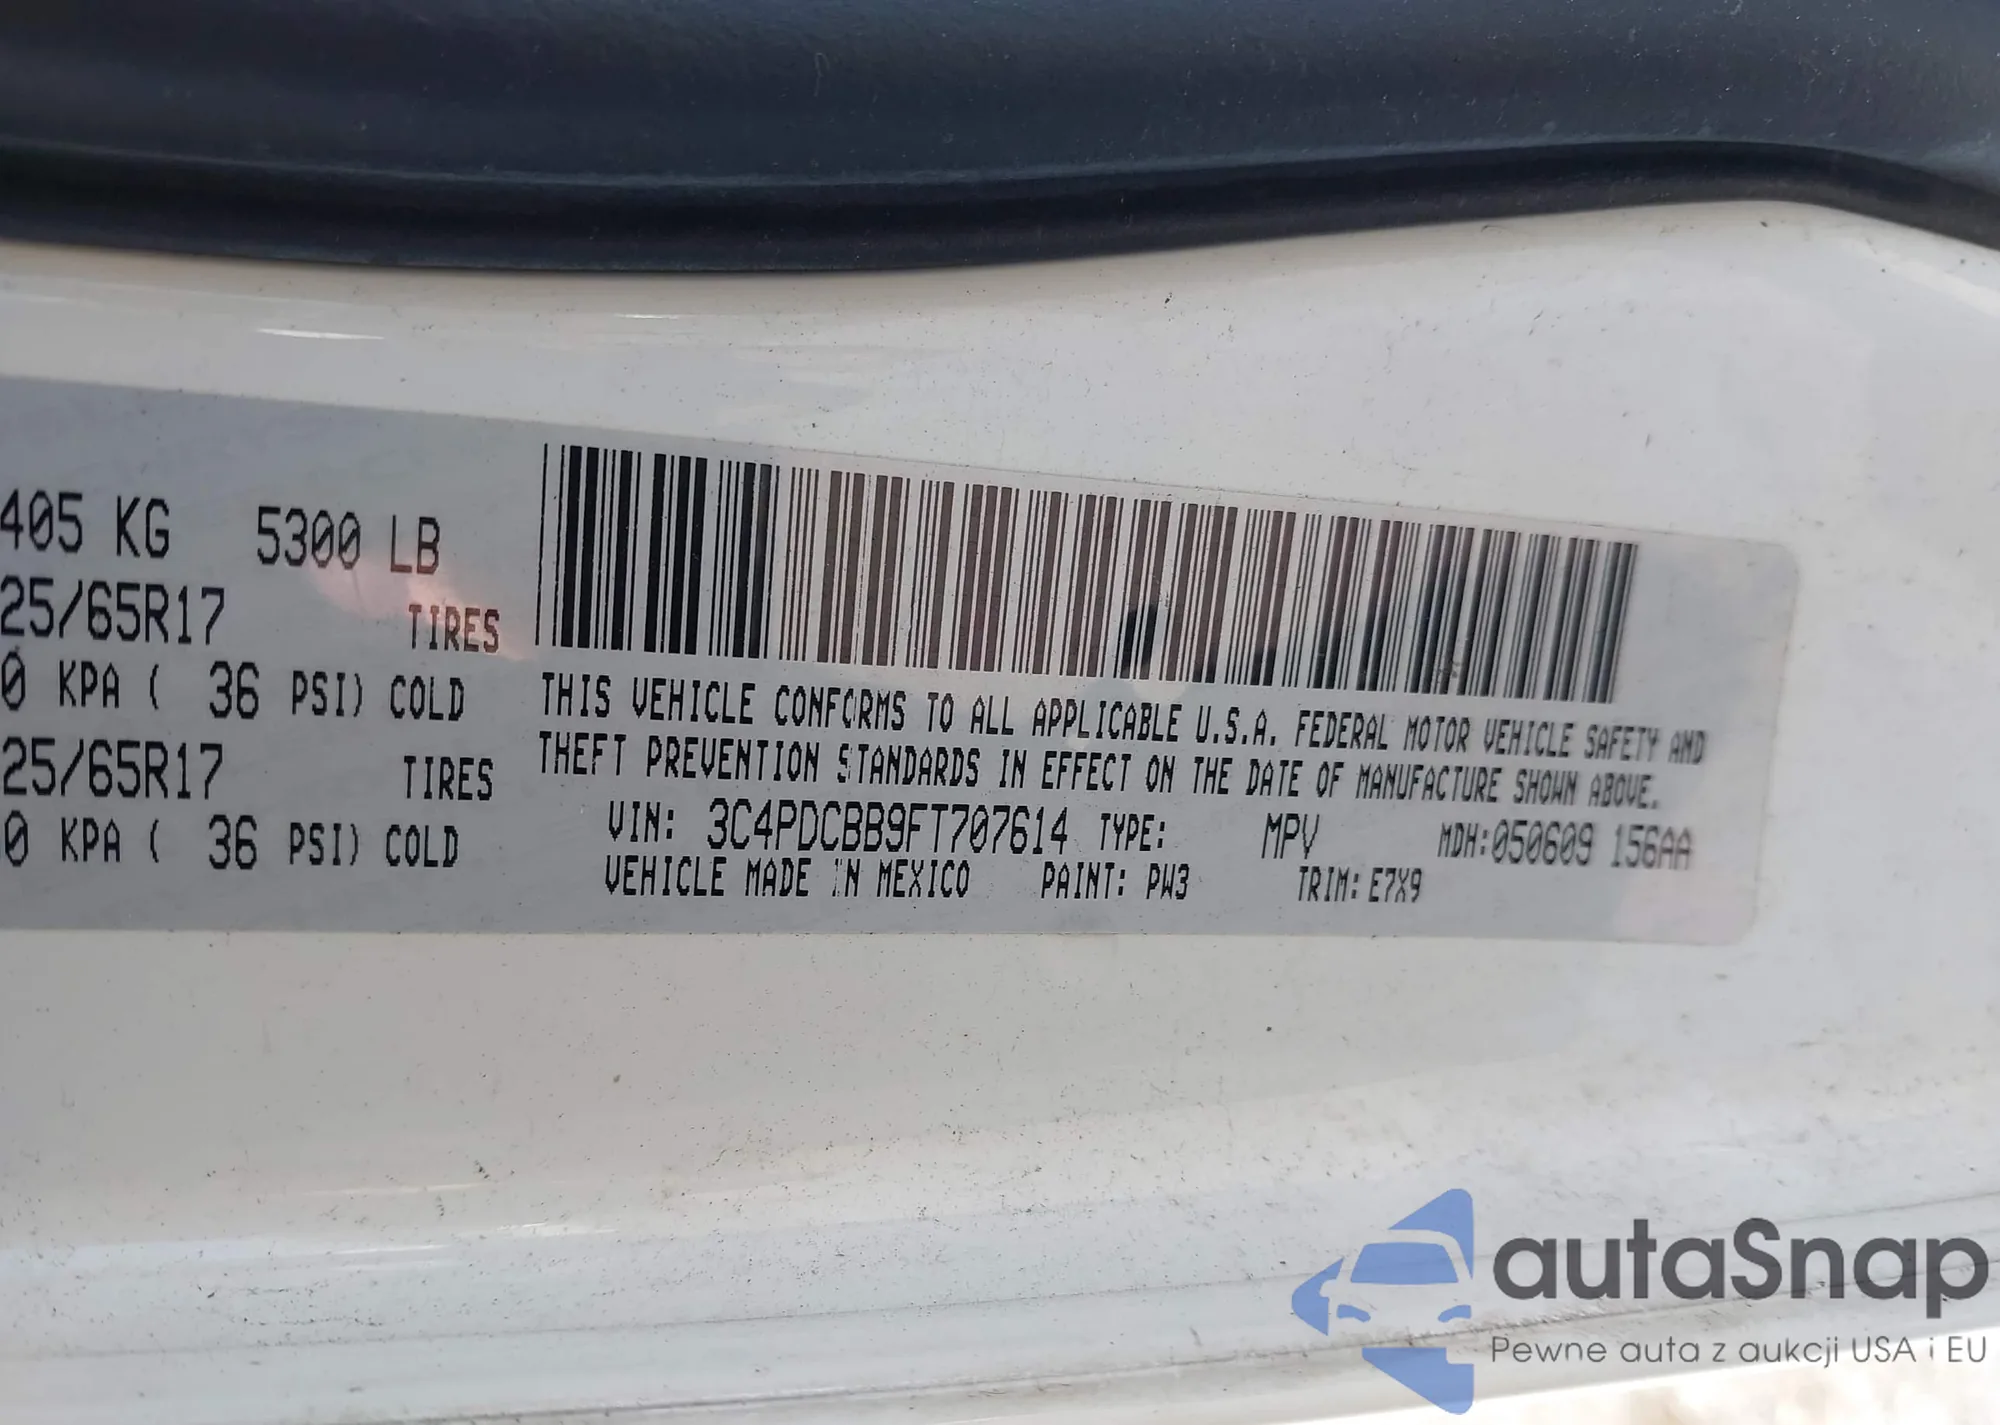 405 KG 5300 LB
25/65R17 TIRES
0 KPA ( 36 PSI) COLD
25/65R17 TIRES
0 KPA ( 36 PSI) COLD
THIS VEHICLE CONFORMS TO ALL APPLICABLE U.S.A. FEDERAL MOTOR VEHICLE SAFETY AND
THEFT PREVENTION STANDARDS IN EFFECT ON THE DATE OF MANUFACTURE SHOWN ABOVE.
VIN: 3C4PDCBB9FT707614 TYPE: MPV MDH:050609 156AA
VEHICLE MADE IN MEXICO PAINT: PW3 TRIM: E7X9
autaSnap
Pewne auta z aukcji USA i EU